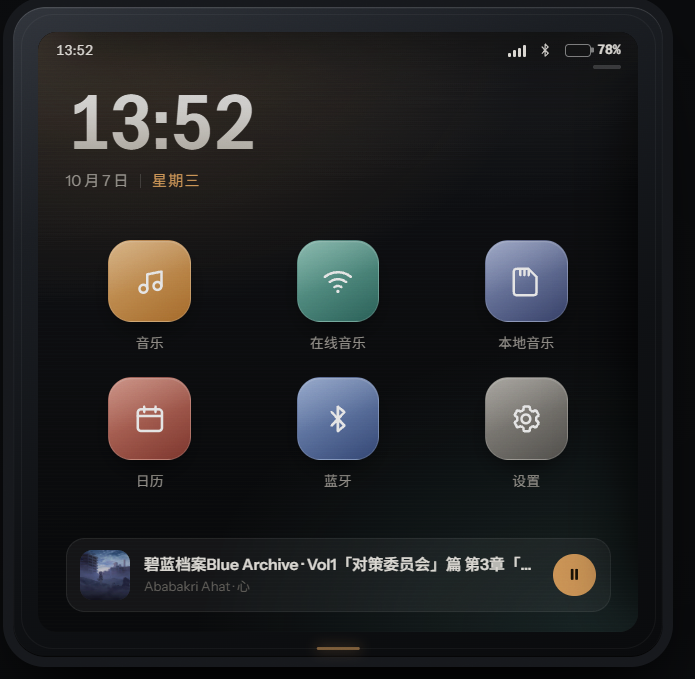 13:52
78%
13:52
10月7日
星期三
音乐
在线音乐
本地音乐
日历
蓝牙
设置
碧蓝档案Blue Archive · Vol1「对策委员会」篇 第3章「...
Ababakri Ahat·心